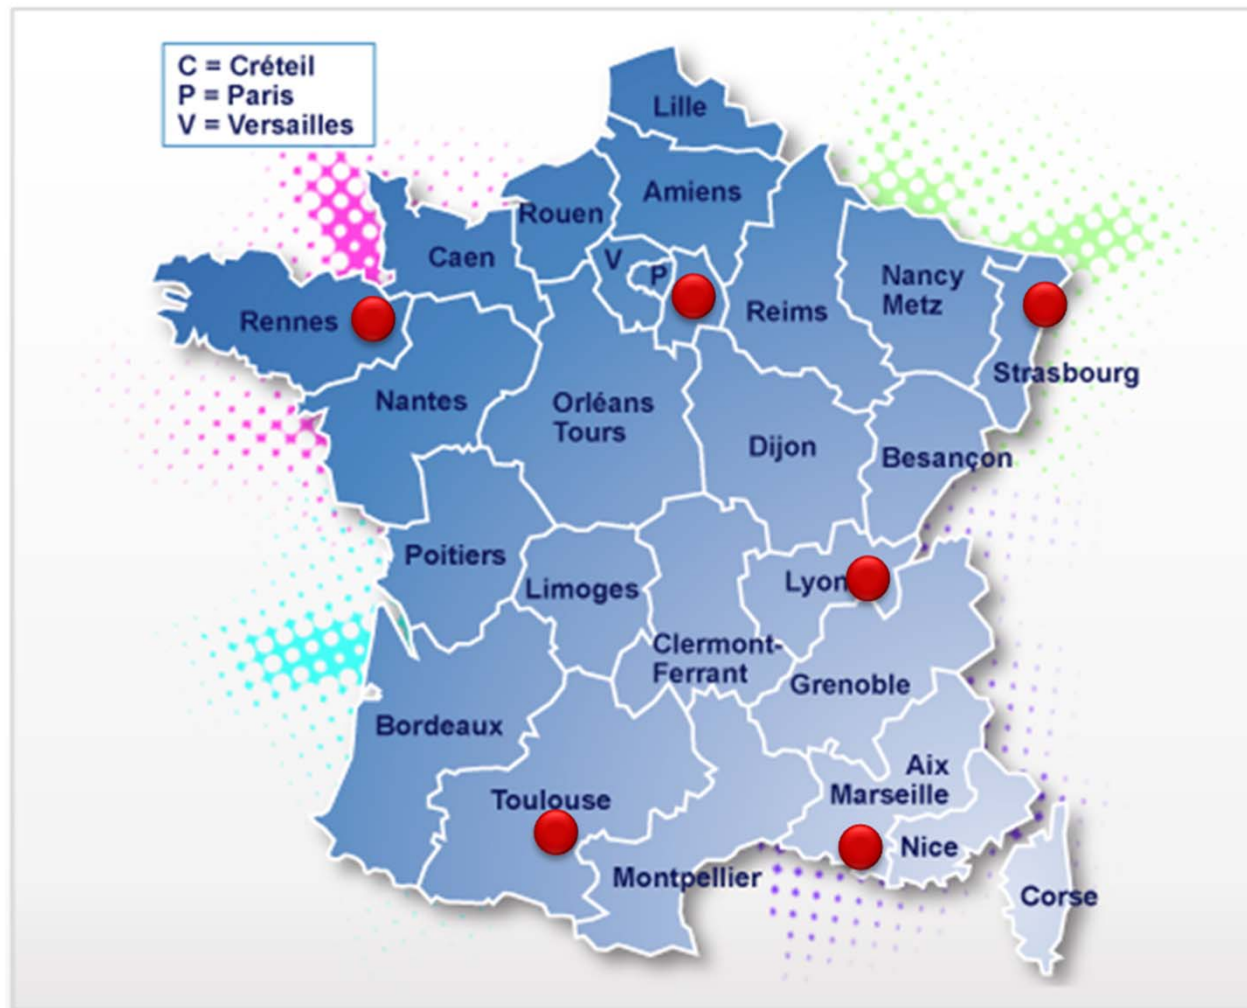 C = Créteil
P = Paris
V = Versailles
Lille
Amiens
Rouen
Caen
V
P
Rennes
Reims
Nancy
Metz
Strasbourg
Nantes
Orléans
Tours
Dijon
Besançon
Poitiers
Limoges
Lyon
Clermont-
Ferrant
Grenoble
Bordeaux
Aix
Marseille
Toulouse
Nice
Montpellier
Corse